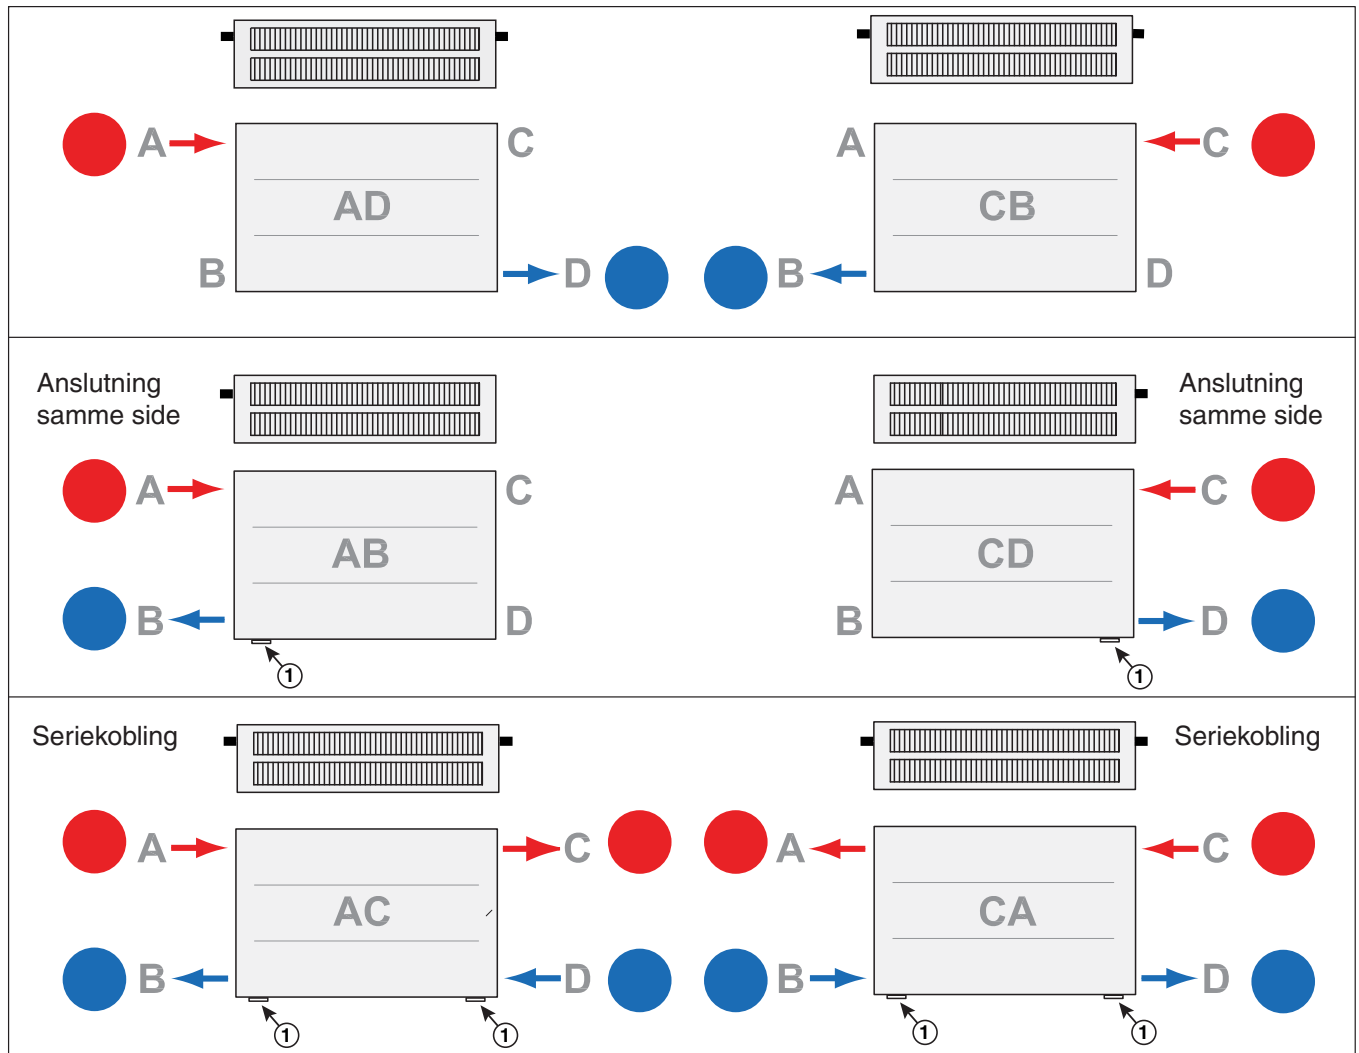 A C A C
AD CB
B D B D
Anslutning
samme side
Anslutning
samme side
A C A C
AB CD
B D B D
1 1
Seriekobling
Seriekobling
A C A C
AC CA
B D B D
1 1 1 1